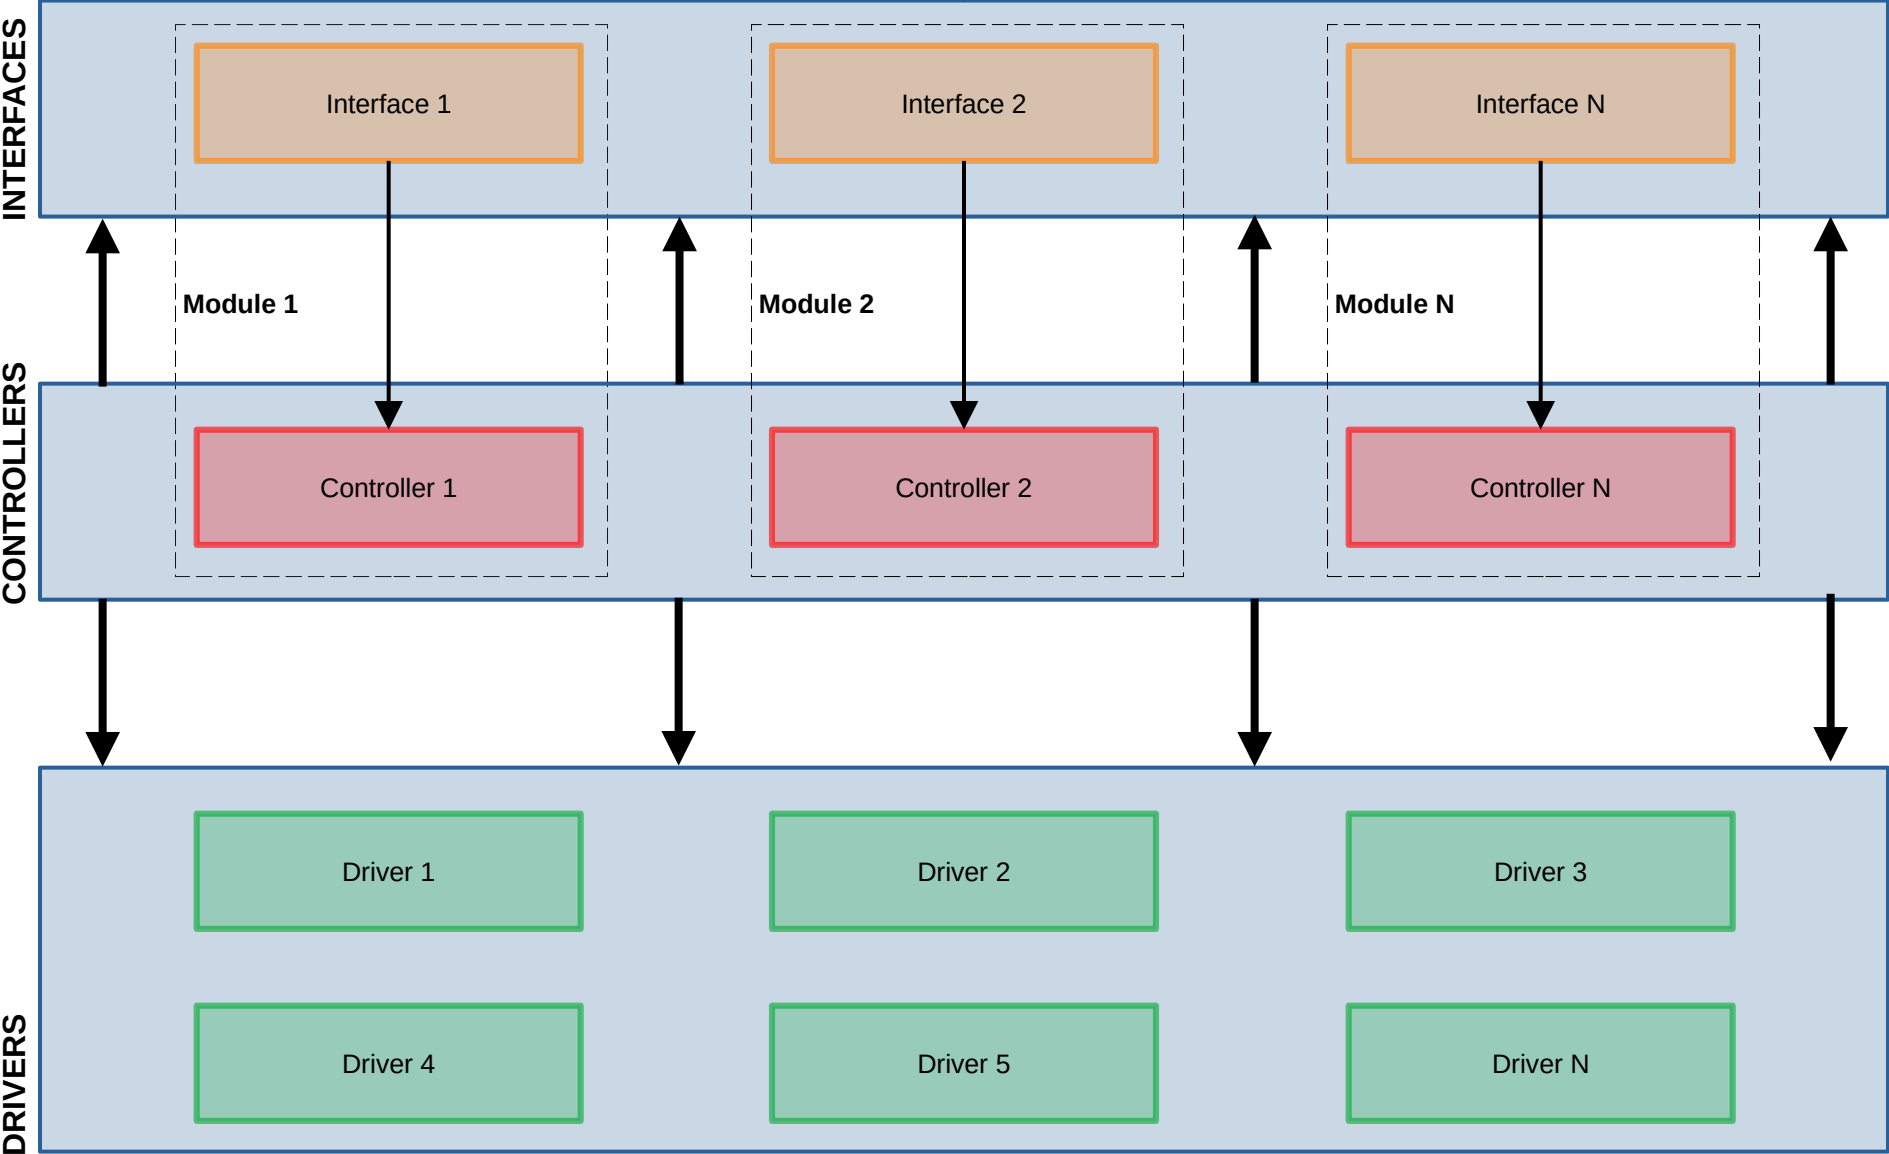 INTERFACES
Interface 1
Interface 2
Interface N
Module 1
Module 2
Module N
CONTROLLERS
Controller 1
Controller 2
Controller N
DRIVERS
Driver 1
Driver 2
Driver 3
Driver 4
Driver 5
Driver N